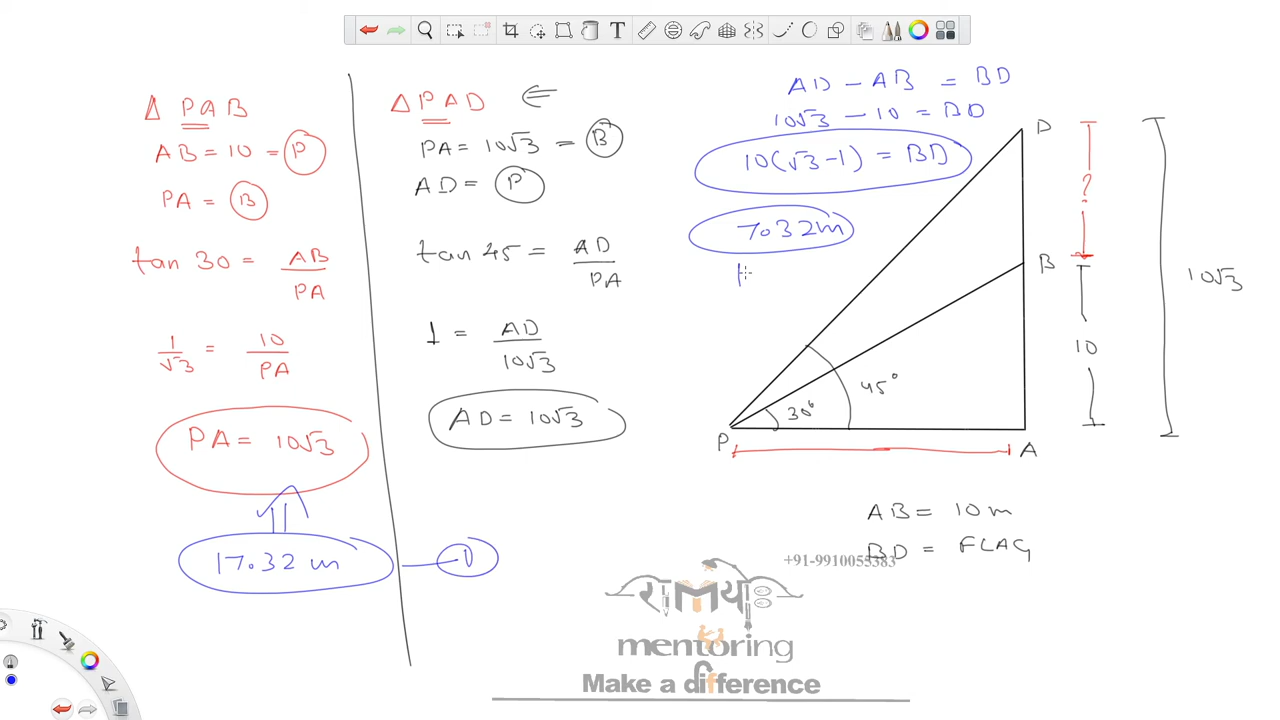 △ PAB
AB = 10 = P
PA = B
tan 30 = AB / PA
1/√3 = 10 / PA
PA = 10√3
17.32 m — 1
△ PAD ⇐
PA = 10√3 = B
AD = P
tan 45 = AD / PA
1 = AD / 10√3
AD = 10√3
AD - AB = BD
10√3 - 10 = BD
10(√3-1) = BD
7.32m
D
?
B
10√3
10
45°
30°
P
A
AB = 10 m
BD = FLAG
+91-9910055383
राम्या
mentoring
Make a difference